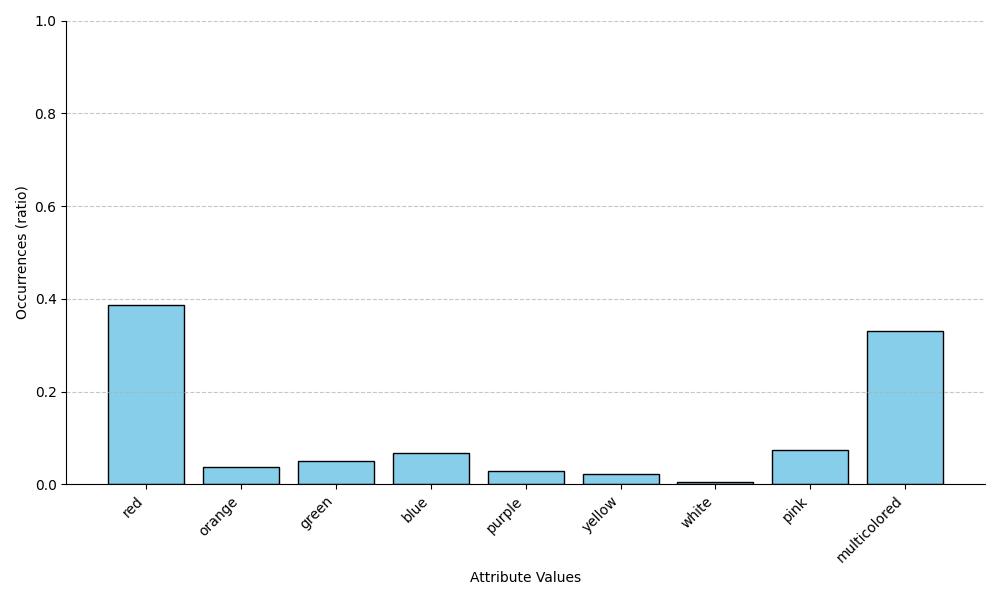 1.0
0.8
0.6
0.4
0.2
0.0
Occurrences (ratio)
red
orange
green
blue
purple
yellow
white
pink
multicolored
Attribute Values